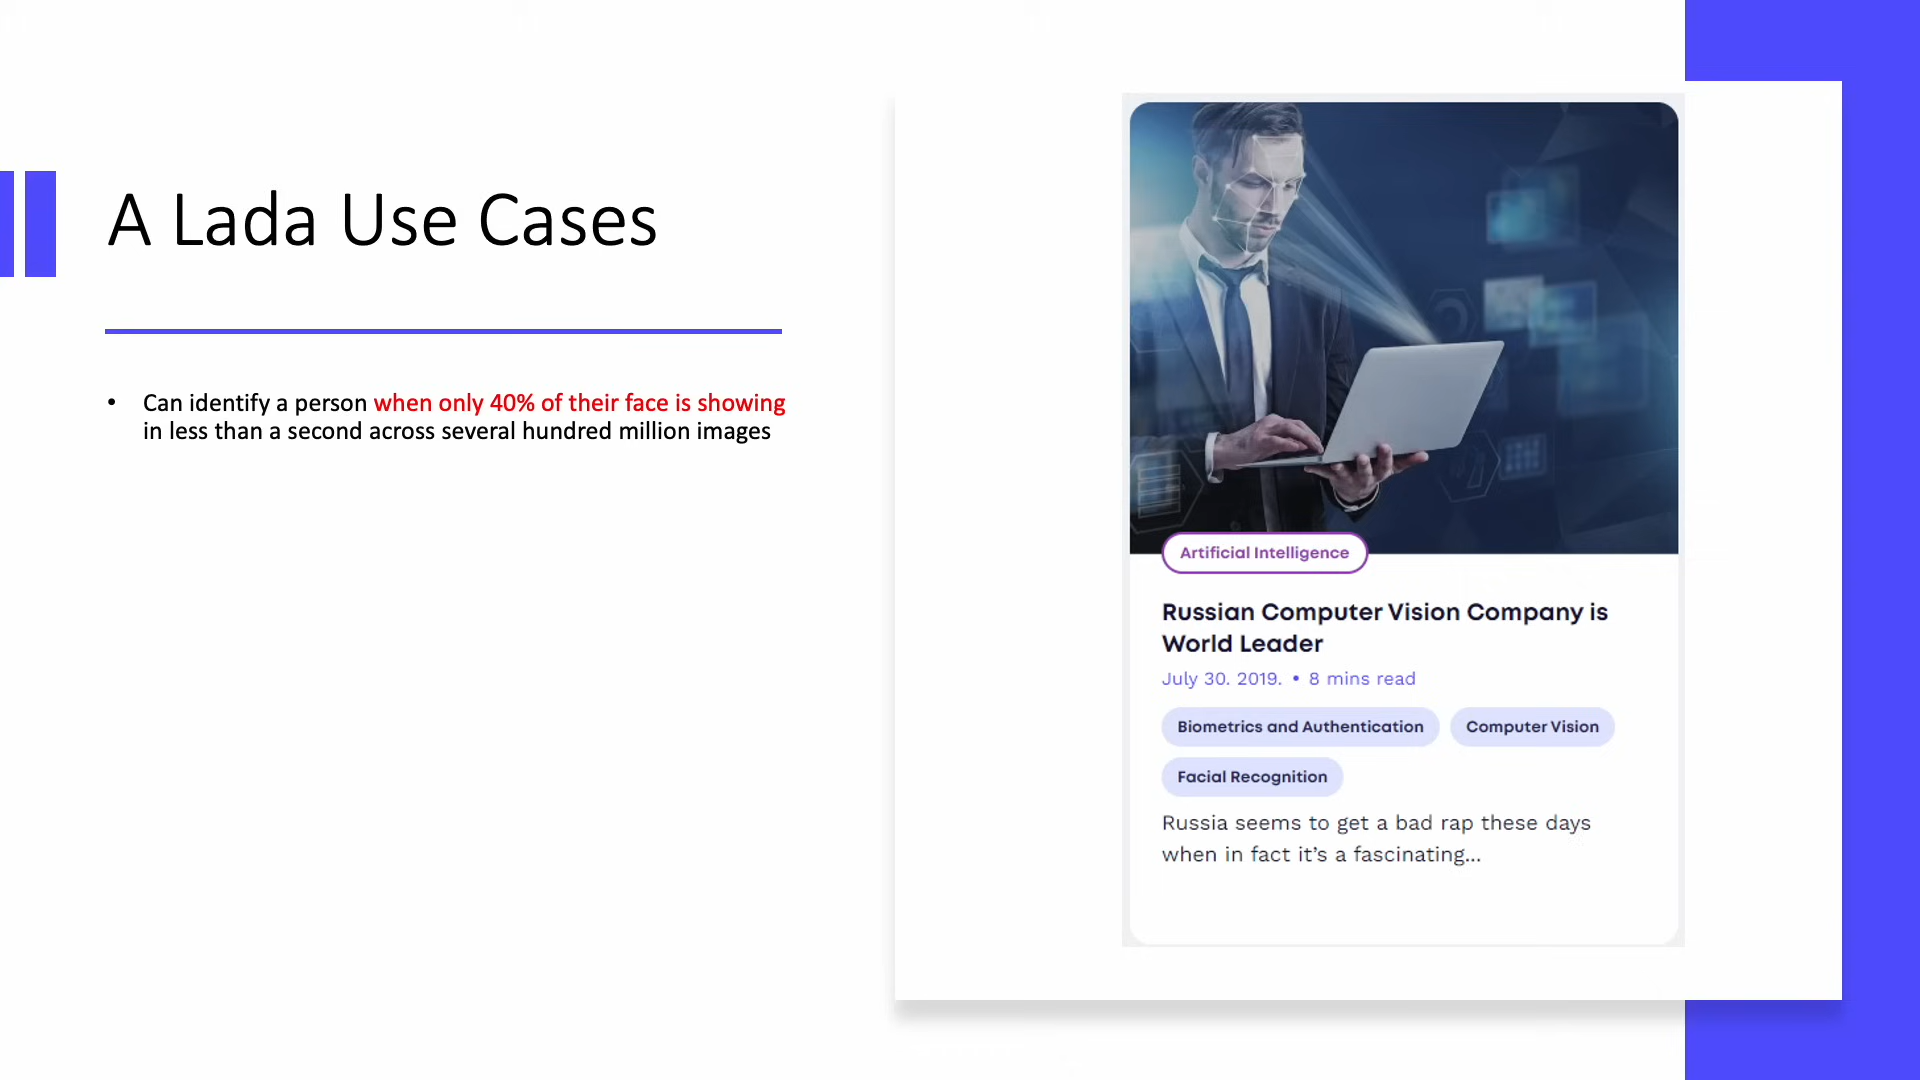 A Lada Use Cases
• Can identify a person when only 40% of their face is showing
in less than a second across several hundred million images
Artificial Intelligence
Russian Computer Vision Company is
World Leader
July 30. 2019. • 8 mins read
Biometrics and Authentication
Computer Vision
Facial Recognition
Russia seems to get a bad rap these days
when in fact it’s a fascinating...